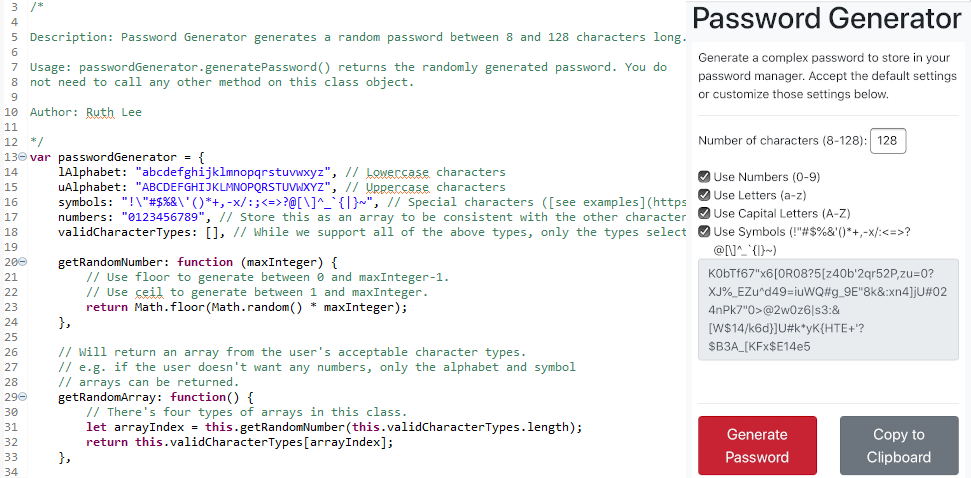 3 /*
4
5 Description: Password Generator generates a random password between 8 and 128 characters long.
6
7 Usage: passwordGenerator.generatePassword() returns the randomly generated password. You do
8 not need to call any other method on this class object.
9
10 Author: Ruth Lee
11
12 */
13 var passwordGenerator = {
14 lAlphabet: "abcdefghijklmnopqrstuvwxyz", // Lowercase characters
15 uAlphabet: "ABCDEFGHIJKLMNOPQRSTUVWXYZ", // Uppercase characters
16 symbols: "!\"#$%&\'()*+,-x/:;<=>?@[\]^_`{|}~", // Special characters ([see examples](https
17 numbers: "0123456789", // Store this as an array to be consistent with the other character
18 validCharacterTypes: [], // While we support all of the above types, only the types select
19
20 getRandomNumber: function (maxInteger) {
21 // Use floor to generate between 0 and maxInteger-1.
22 // Use ceil to generate between 1 and maxInteger.
23 return Math.floor(Math.random() * maxInteger);
24 },
25
26 // Will return an array from the user's acceptable character types.
27 // e.g. if the user doesn't want any numbers, only the alphabet and symbol
28 // arrays can be returned.
29 getRandomArray: function() {
30 // There's four types of arrays in this class.
31 let arrayIndex = this.getRandomNumber(this.validCharacterTypes.length);
32 return this.validCharacterTypes[arrayIndex];
33 },
34
Password Generator
Generate a complex password to store in your
password manager. Accept the default settings
or customize those settings below.
Number of characters (8-128): 128
Use Numbers (0-9)
Use Letters (a-z)
Use Capital Letters (A-Z)
Use Symbols (!"#$%&'()*+,-x/:<=>?
@[\]^_`{|}~)
K0bTf67"x6[0R08?5[z40b'2qr52P,zu=0?
XJ%_EZu^d49=iuWQ#g_9E"8k&:xn4]jU#02
4nPk7"0>@2w0z6|s3:&
[W$14/k6d}]U#k*yK{HTE+'?
$B3A_[KFx$E14e5
Generate
Password
Copy to
Clipboard